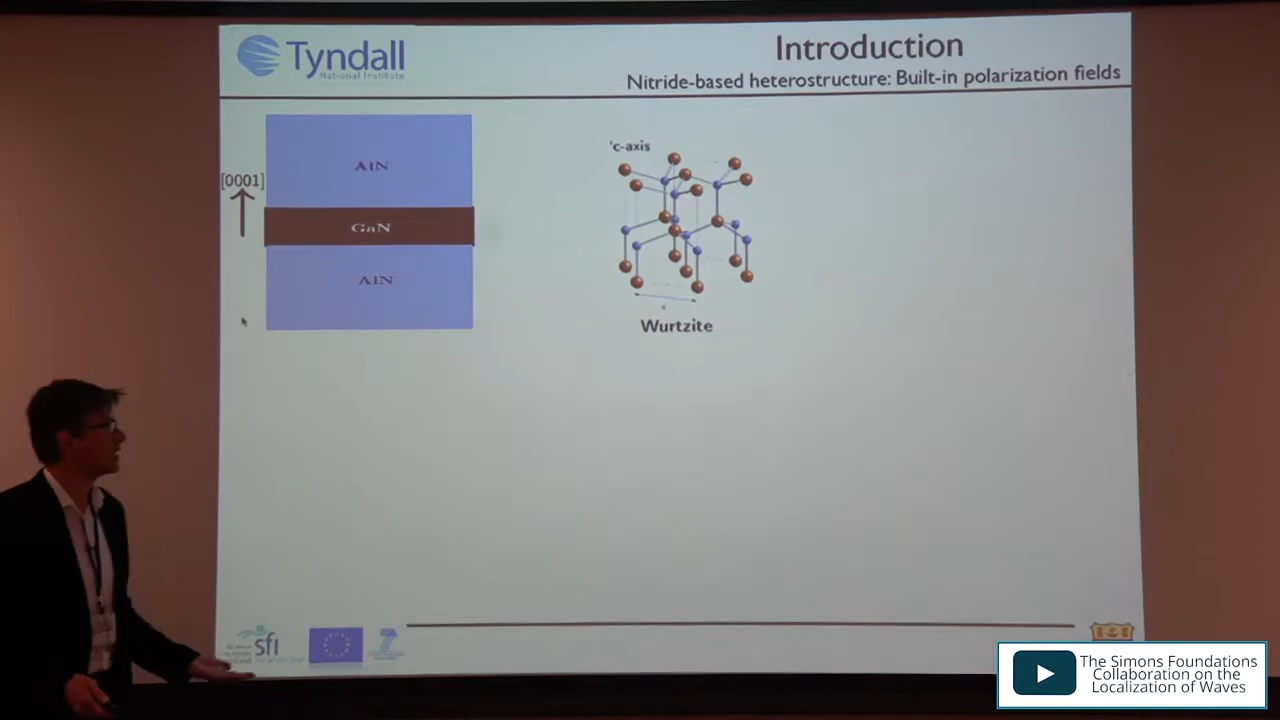 Tyndall
National Institute
Introduction
Nitride-based heterostructure: Built-in polarization fields
AlN
[0001]
GaN
AlN
'c-axis
Wurtzite
sfi
7
The Simons Foundations
Collaboration on the
Localization of Waves